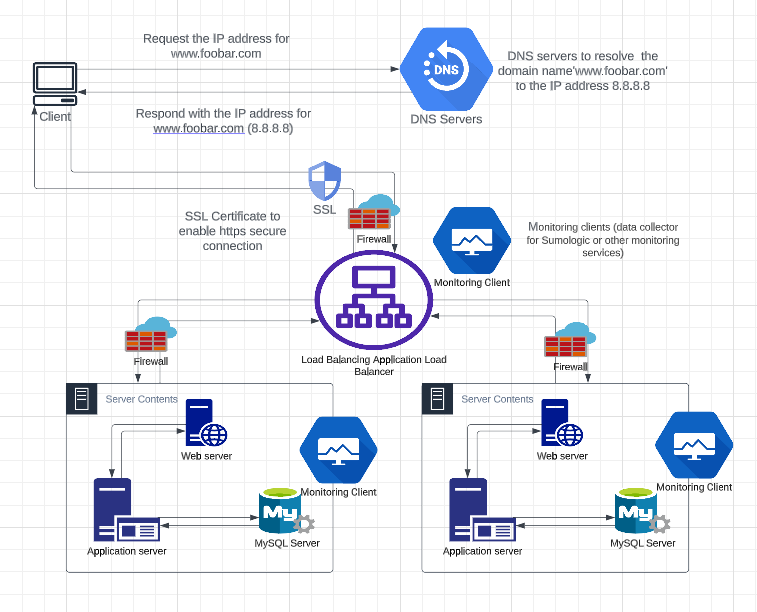 Request the IP address for
www.foobar.com
DNS
DNS servers to resolve the
domain name'www.foobar.com'
to the IP address 8.8.8.8
Client
Respond with the IP address for
www.foobar.com (8.8.8.8)
DNS Servers
SSL
SSL Certificate to
enable https secure
connection
Firewall
Monitoring clients (data collector
for Sumologic or other monitoring
services)
Monitoring Client
Firewall
Load Balancing Application Load
Balancer
Firewall
Server Contents
Web server
Monitoring Client
My
Application server
MySQL Server
Server Contents
Web server
Monitoring Client
My
Application server
MySQL Server